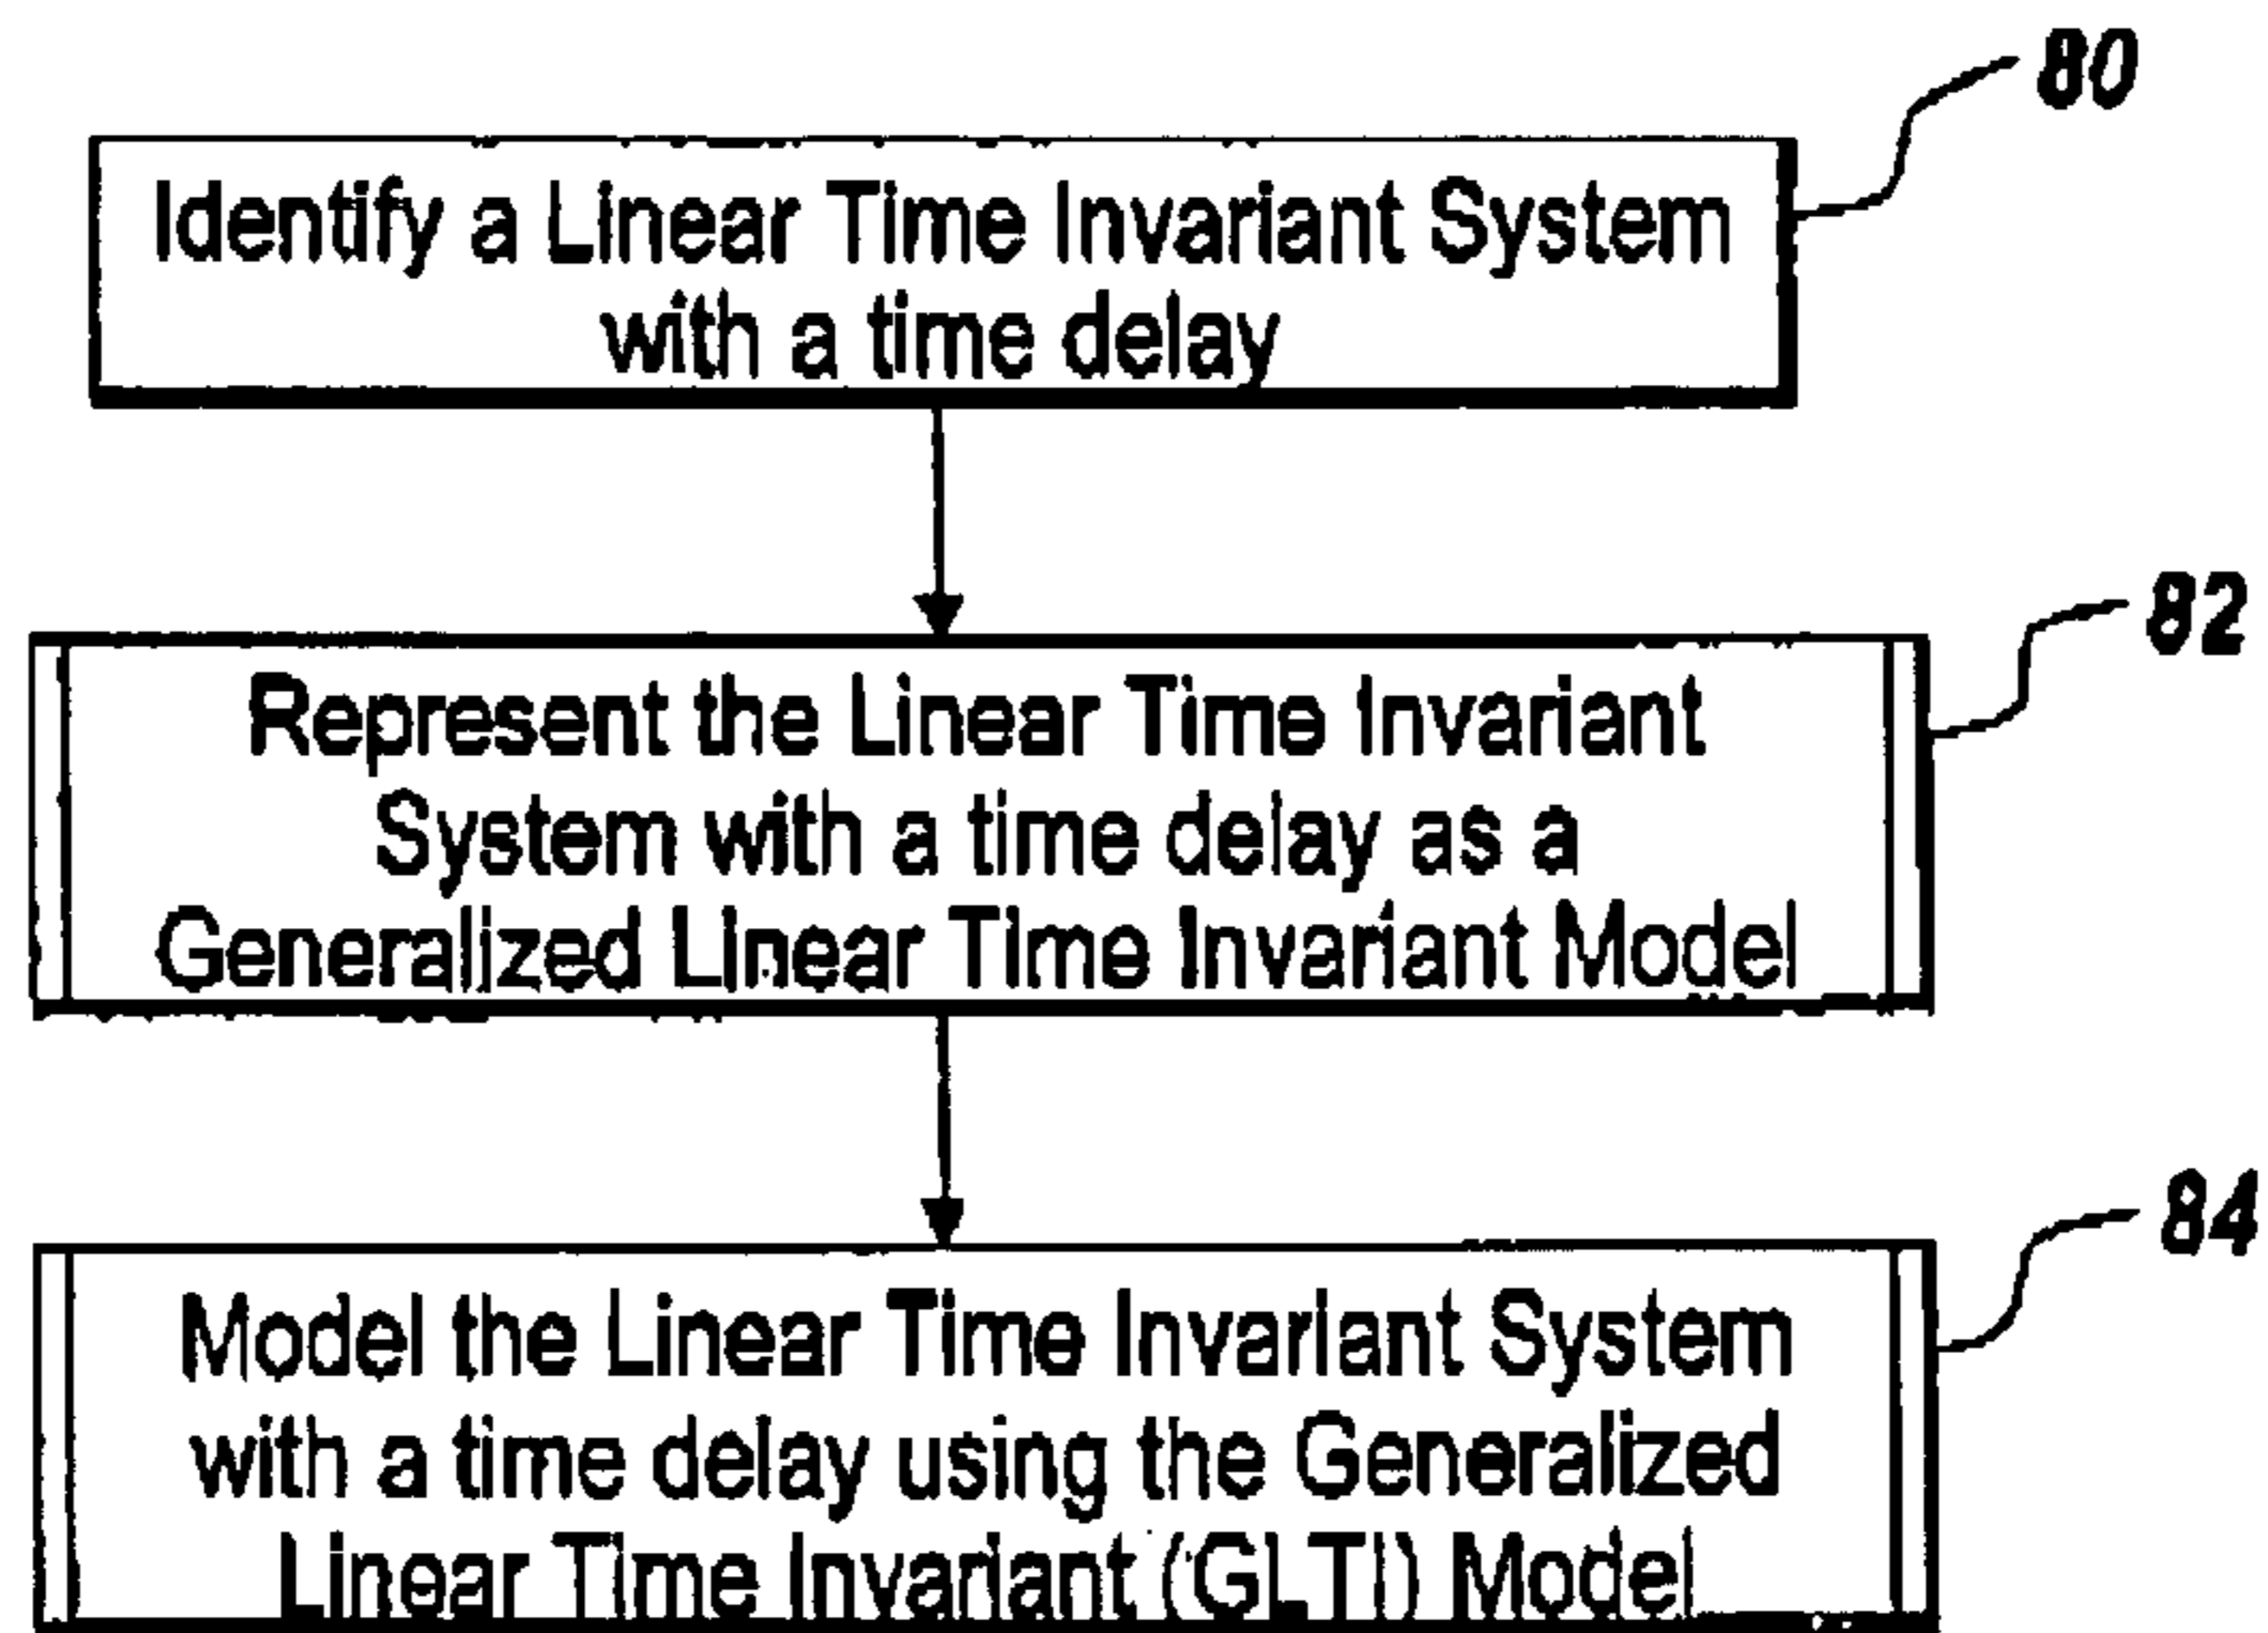 80
Identify a Linear Time Invariant System
with a time delay
82
Represent the Linear Time Invariant
System with a time delay as a
Generalized Linear Time Invariant Model
84
Model the Linear Time Invariant System
with a time delay using the Generalized
Linear Time Invariant (GLTI) Model